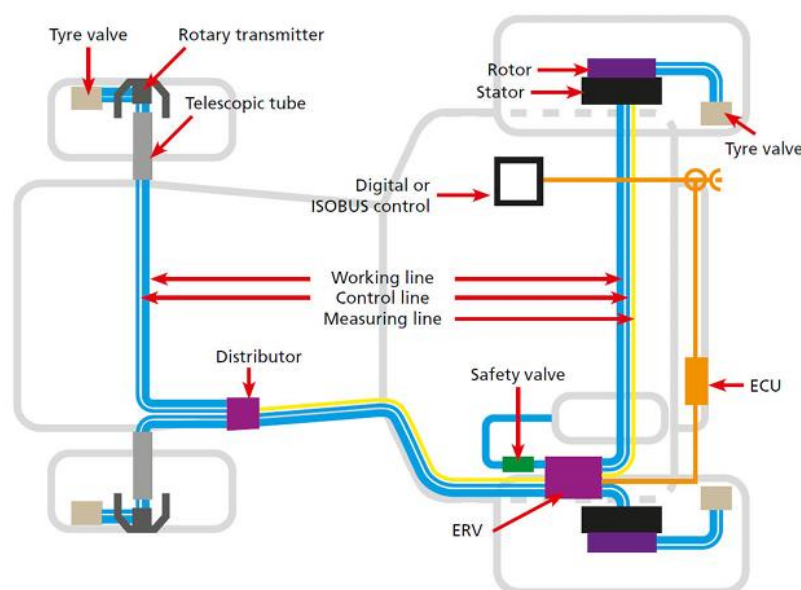 Tyre valve
Rotary transmitter
Telescopic tube
Rotor
Stator
Tyre valve
Digital or
ISOBUS control
Working line
Control line
Measuring line
Distributor
Safety valve
ECU
ERV